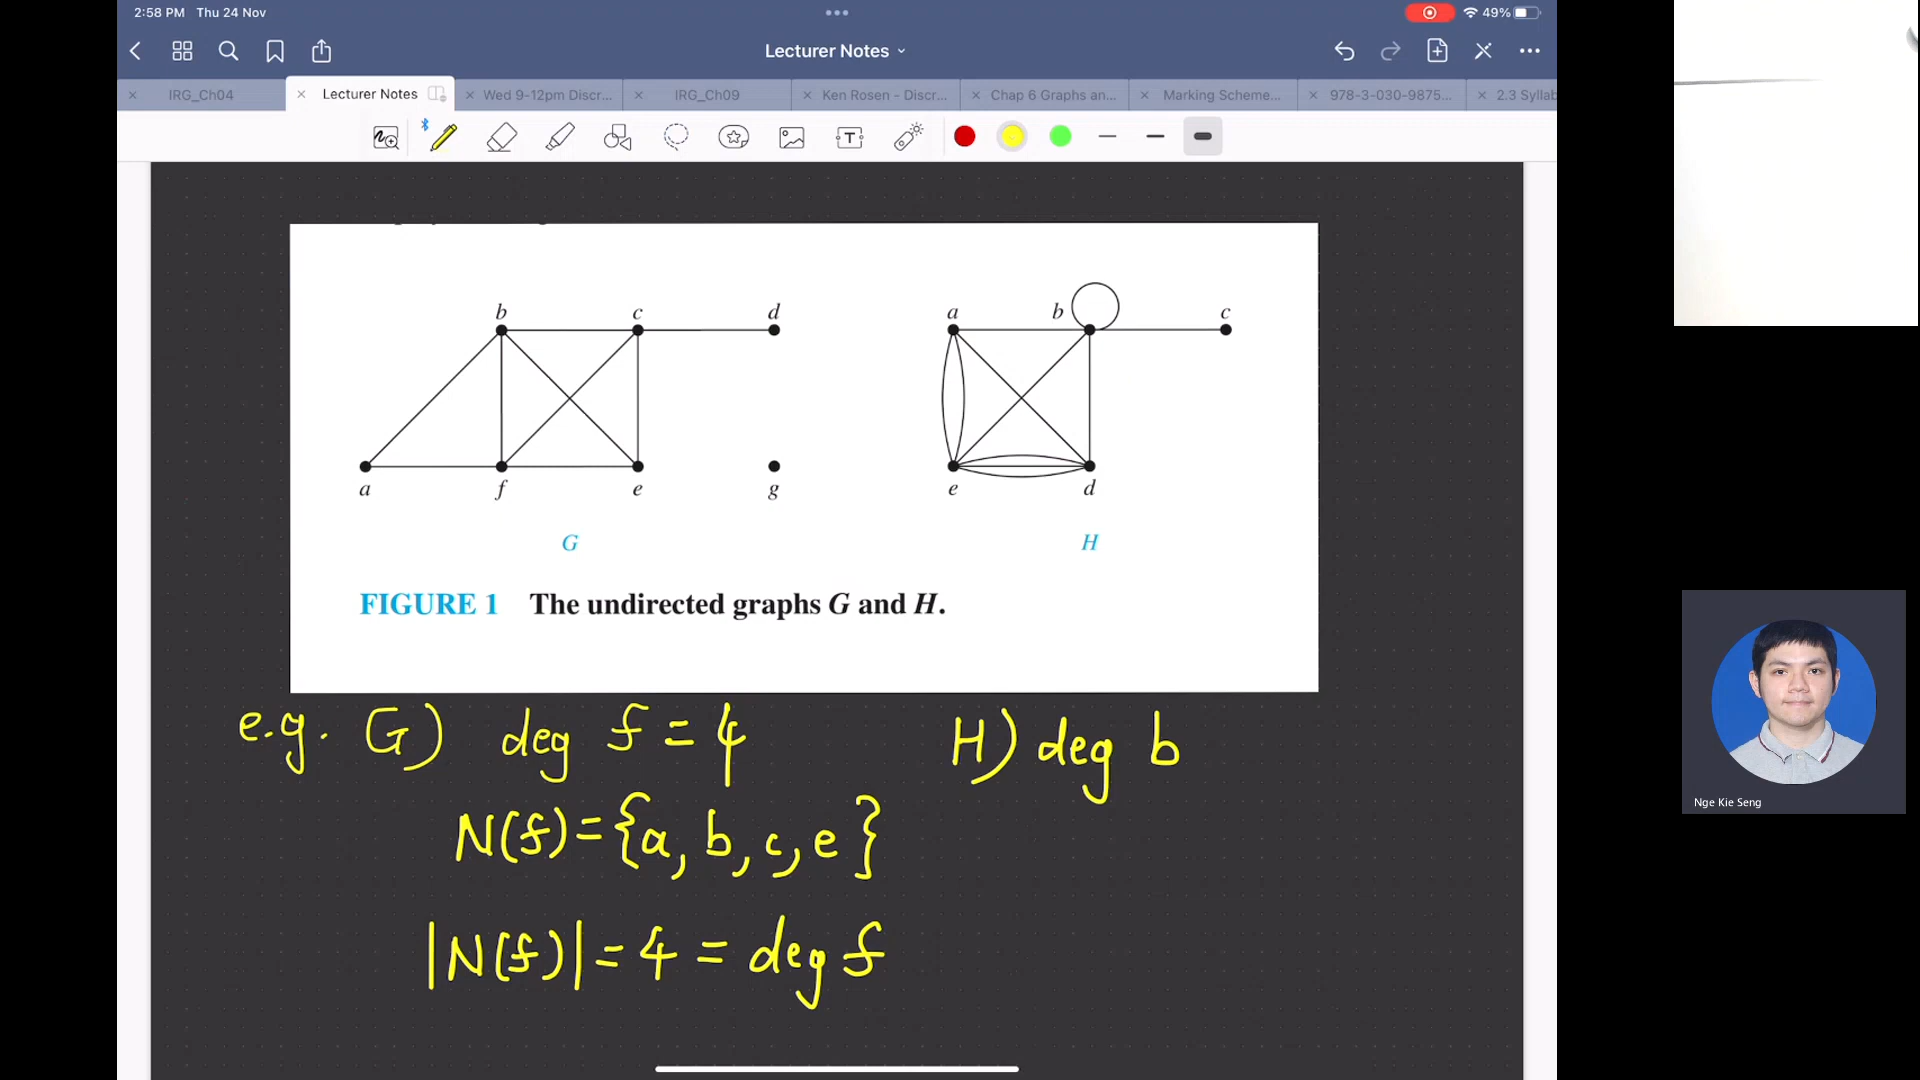 2:58 PM Thu 24 Nov
49%
Lecturer Notes
IRG_Ch04
Lecturer Notes
Wed 9-12pm Discr...
IRG_Ch09
Ken Rosen - Discr...
Chap 6 Graphs an...
Marking Scheme...
978-3-030-9875...
2.3 Syllab
T
b c d
a b c
a f e g
e d
G H
FIGURE 1 The undirected graphs G and H.
e.g. G) deg f = 4
H) deg b
N(f) = {a, b, c, e}
|N(f)| = 4 = deg f
Nge Kie Seng